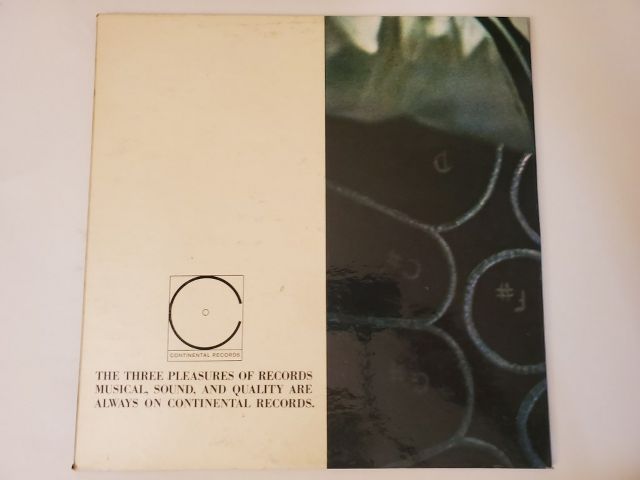 D
C#
F#
CONTINENTAL RECORDS
THE THREE PLEASURES OF RECORDS
MUSICAL, SOUND, AND QUALITY ARE
ALWAYS ON CONTINENTAL RECORDS.